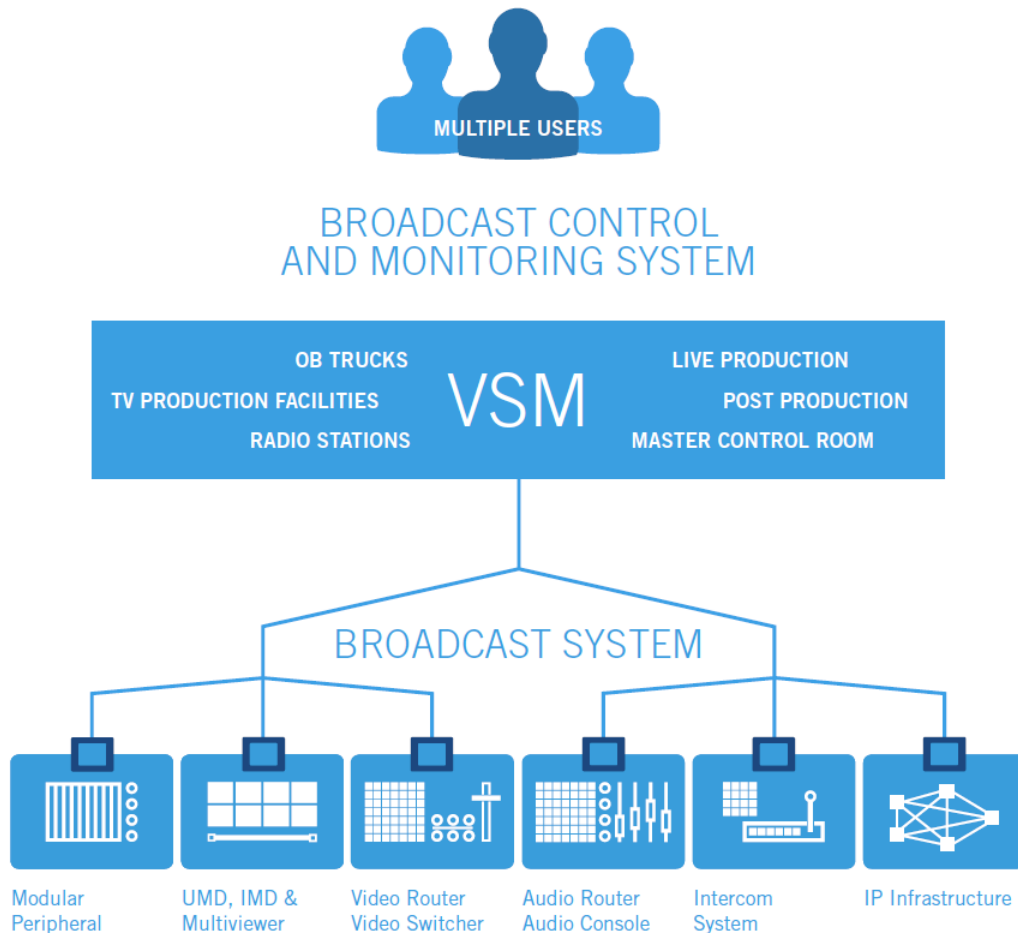 MULTIPLE USERS
BROADCAST CONTROL
AND MONITORING SYSTEM
OB TRUCKS
TV PRODUCTION FACILITIES
RADIO STATIONS
VSM
LIVE PRODUCTION
POST PRODUCTION
MASTER CONTROL ROOM
BROADCAST SYSTEM
Modular
Peripheral
UMD, IMD &
Multiviewer
Video Router
Video Switcher
Audio Router
Audio Console
Intercom
System
IP Infrastructure